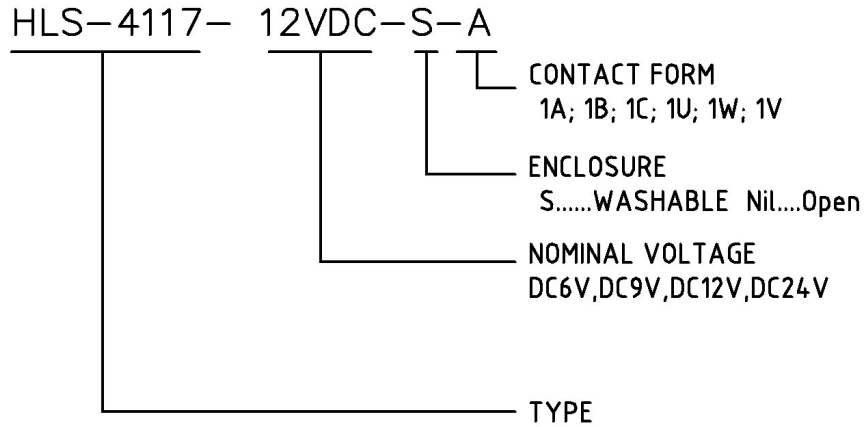 HLS-4117- 12VDC-S-A
CONTACT FORM
1A; 1B; 1C; 1U; 1W; 1V
ENCLOSURE
S......WASHABLE Nil....Open
NOMINAL VOLTAGE
DC6V,DC9V,DC12V,DC24V
TYPE